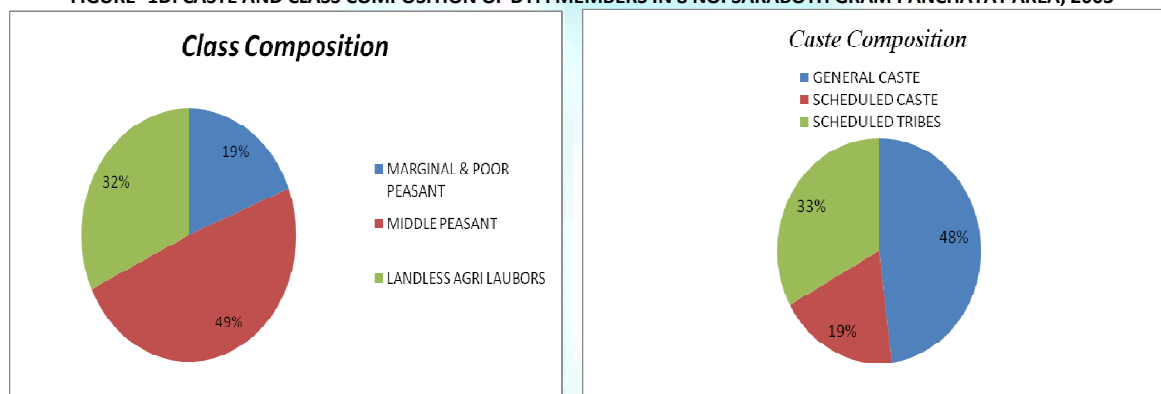 Class Composition
19%
32%
49%
MARGINAL & POOR
PEASANT
MIDDLE PEASANT
LANDLESS AGRI LAUBORS
Caste Composition
GENERAL CASTE
SCHEDULED CASTE
SCHEDULED TRIBES
33%
48%
19%